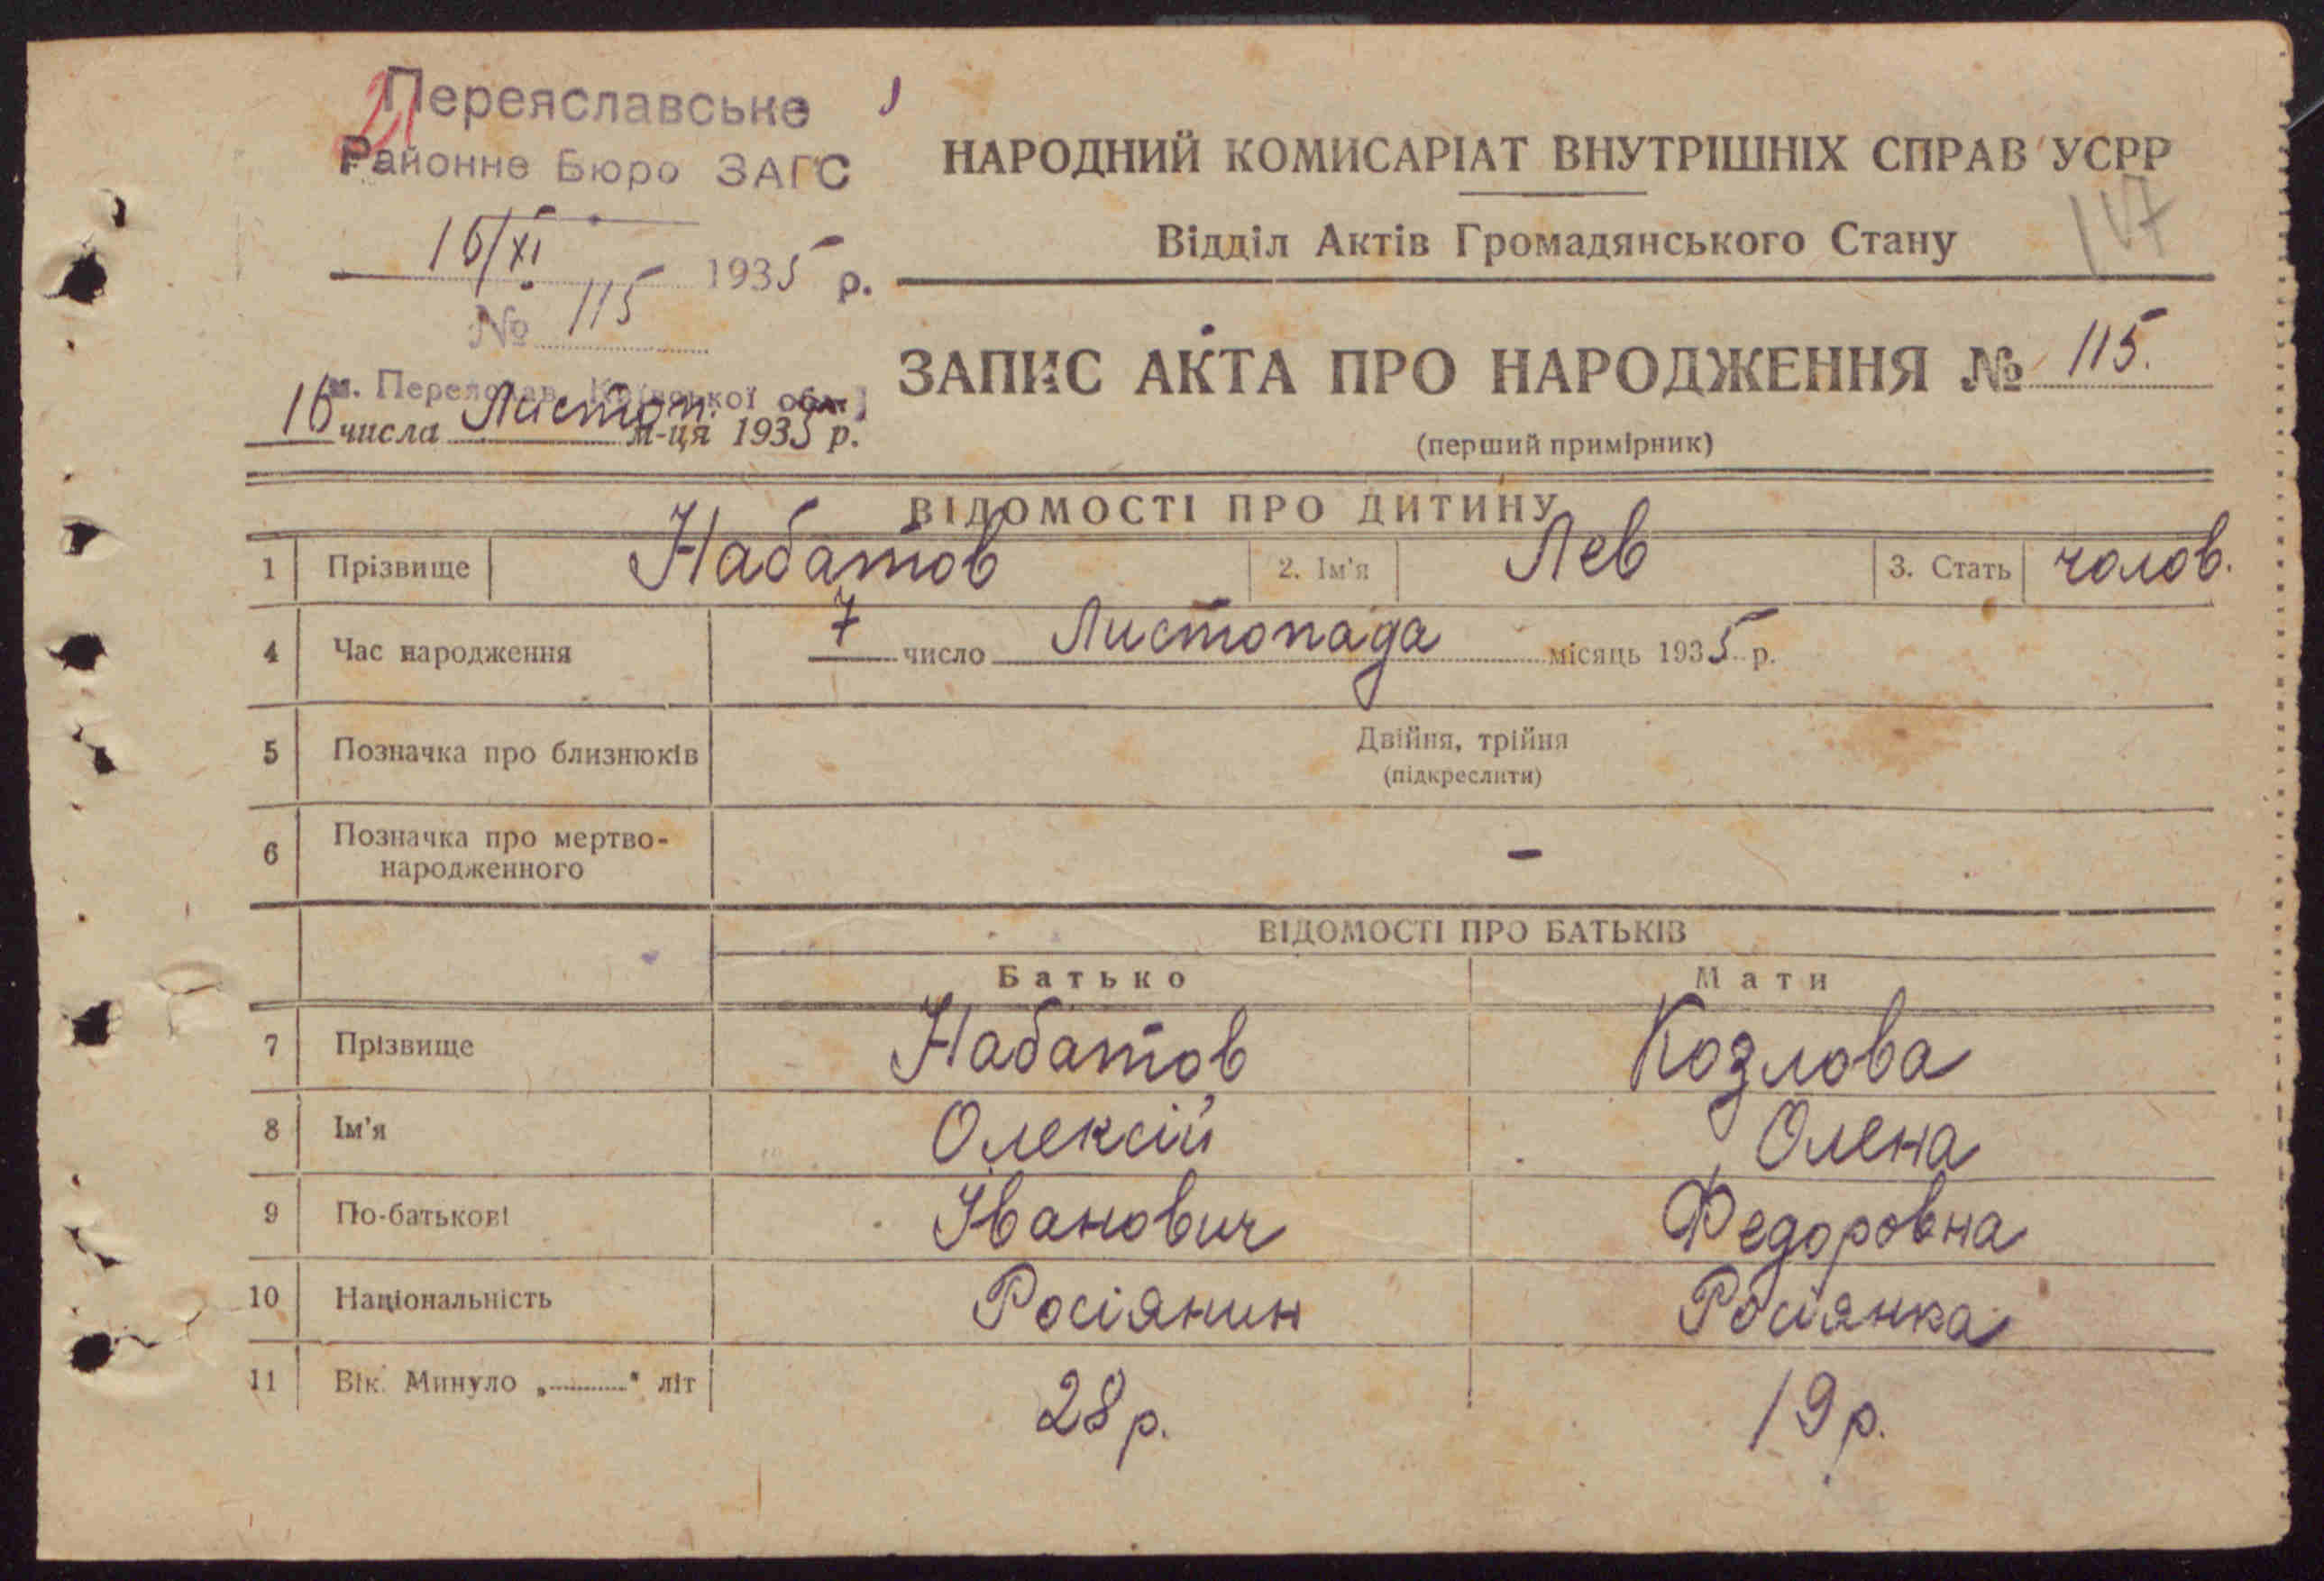 Переяславське
Районне Бюро ЗАГС
16/XI 1935 р.
№ 115
м. Переяслав, Київської обл.
16 числа Листоп. м-ця 1935 р.
НАРОДНИЙ КОМИСАРІАТ ВНУТРІШНІХ СПРАВ УСРР
Відділ Актів Громадянського Стану
ЗАПИС АКТА ПРО НАРОДЖЕННЯ № 115.
(перший примірник)
ВІДОМОСТІ ПРО ДИТИНУ
1 Прізвище Набатов 2. Ім'я Лев 3. Стать чолов.
4 Час народження 7 число Листопада місяць 1935 р.
5 Позначка про близнюків Двійня, трійня
(підкреслити)
6 Позначка про мертво-
народженного -
ВІДОМОСТІ ПРО БАТЬКІВ
Батько Мати
7 Прізвище Набатов Козлова
8 Ім'я Олексій Олена
9 По-батькові Іванович Федоровна
10 Національність Росіянин Росіянка
11 Вік. Минуло „..........“ літ 28 р. 19 р.